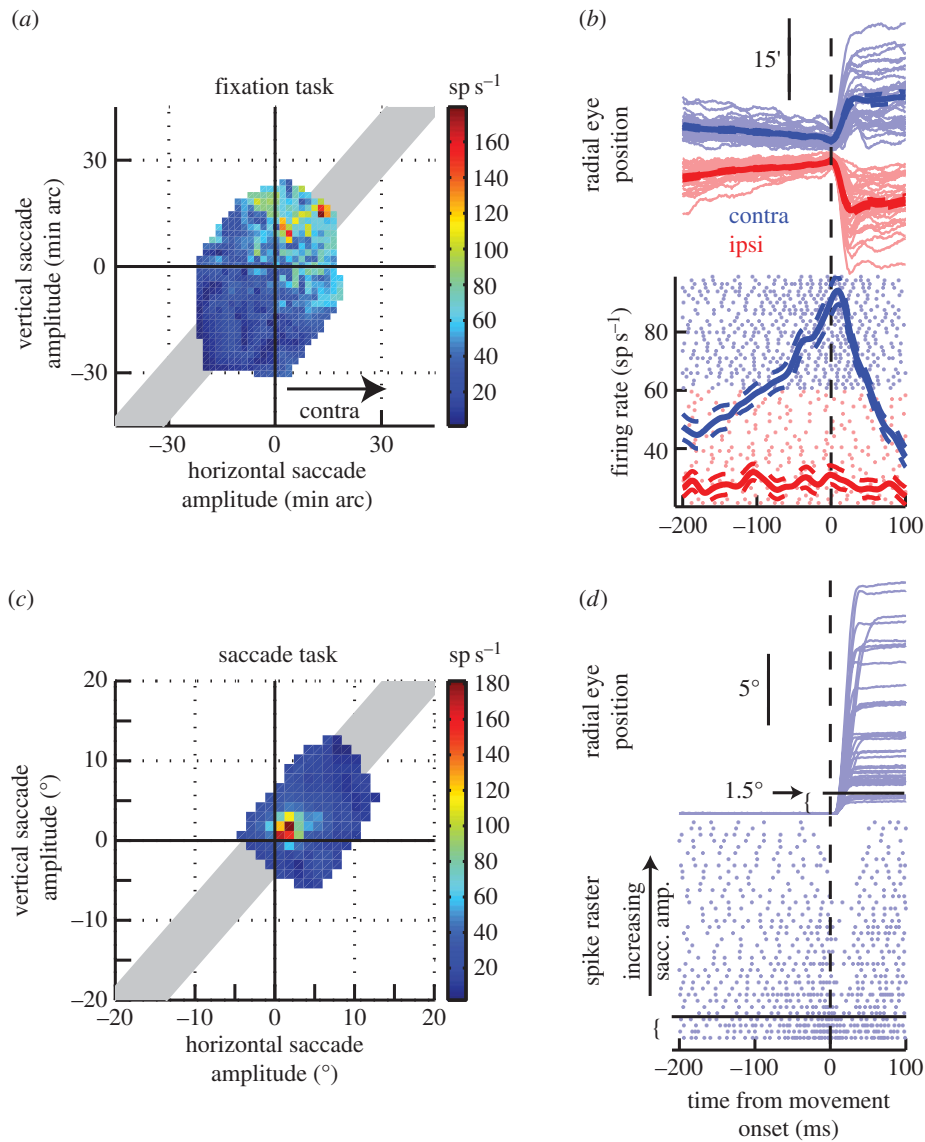 (a)
fixation task
sp s⁻¹
vertical saccade
amplitude (min arc)
30
0
−30
−30
0
30
contra
horizontal saccade
amplitude (min arc)
160
140
120
100
80
60
40
20
(b)
15'
radial eye
position
contra
ipsi
firing rate (sp s⁻¹)
80
60
40
−200
−100
0
100
(c)
saccade task
sp s⁻¹
vertical saccade
amplitude (°)
20
10
0
−10
−20
−20
−10
0
10
20
horizontal saccade
amplitude (°)
180
160
140
120
100
80
60
40
20
(d)
radial eye
position
5°
1.5°
{
spike raster
increasing
sacc. amp.
{
−200
−100
0
100
time from movement
onset (ms)